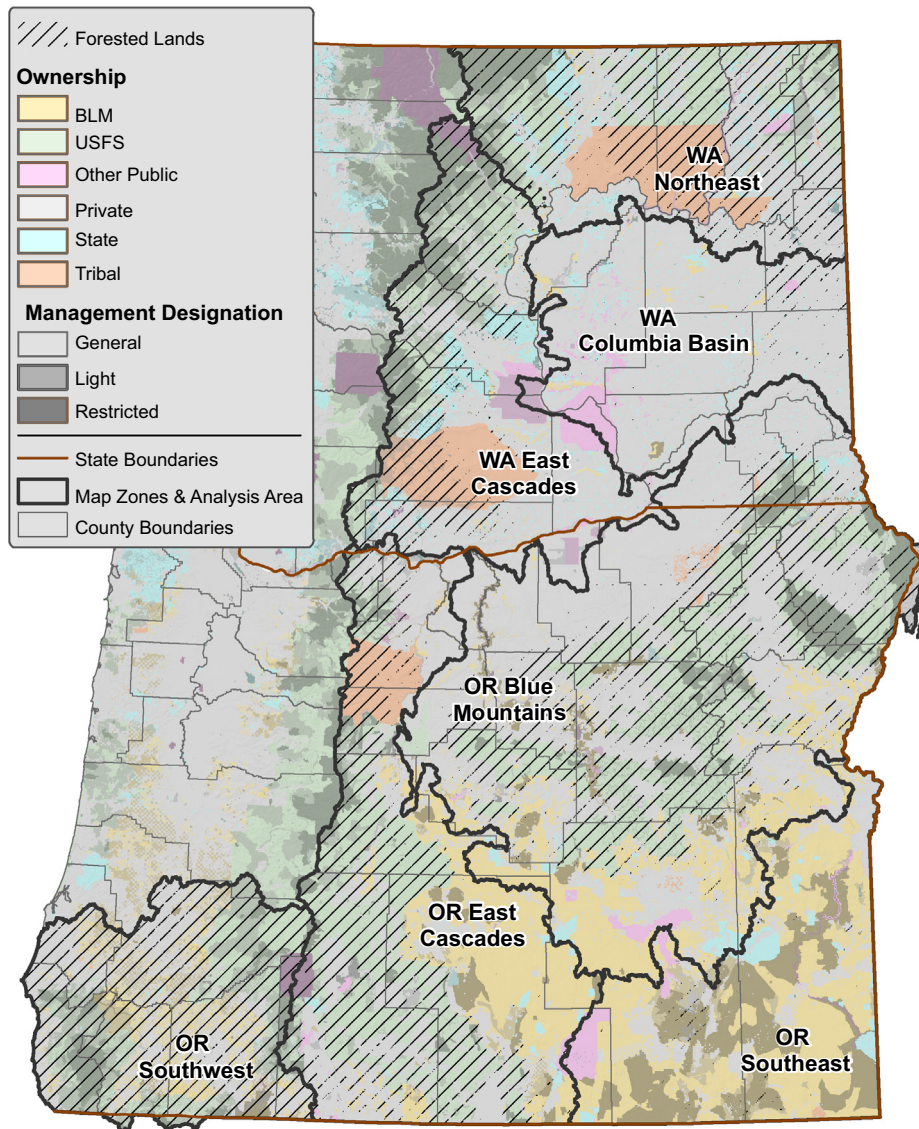 Forested Lands
Ownership
BLM
USFS
Other Public
Private
State
Tribal
Management Designation
General
Light
Restricted
State Boundaries
Map Zones & Analysis Area
County Boundaries
WA
Northeast
WA
Columbia Basin
WA East
Cascades
OR Blue
Mountains
OR East
Cascades
OR
Southwest
OR
Southeast